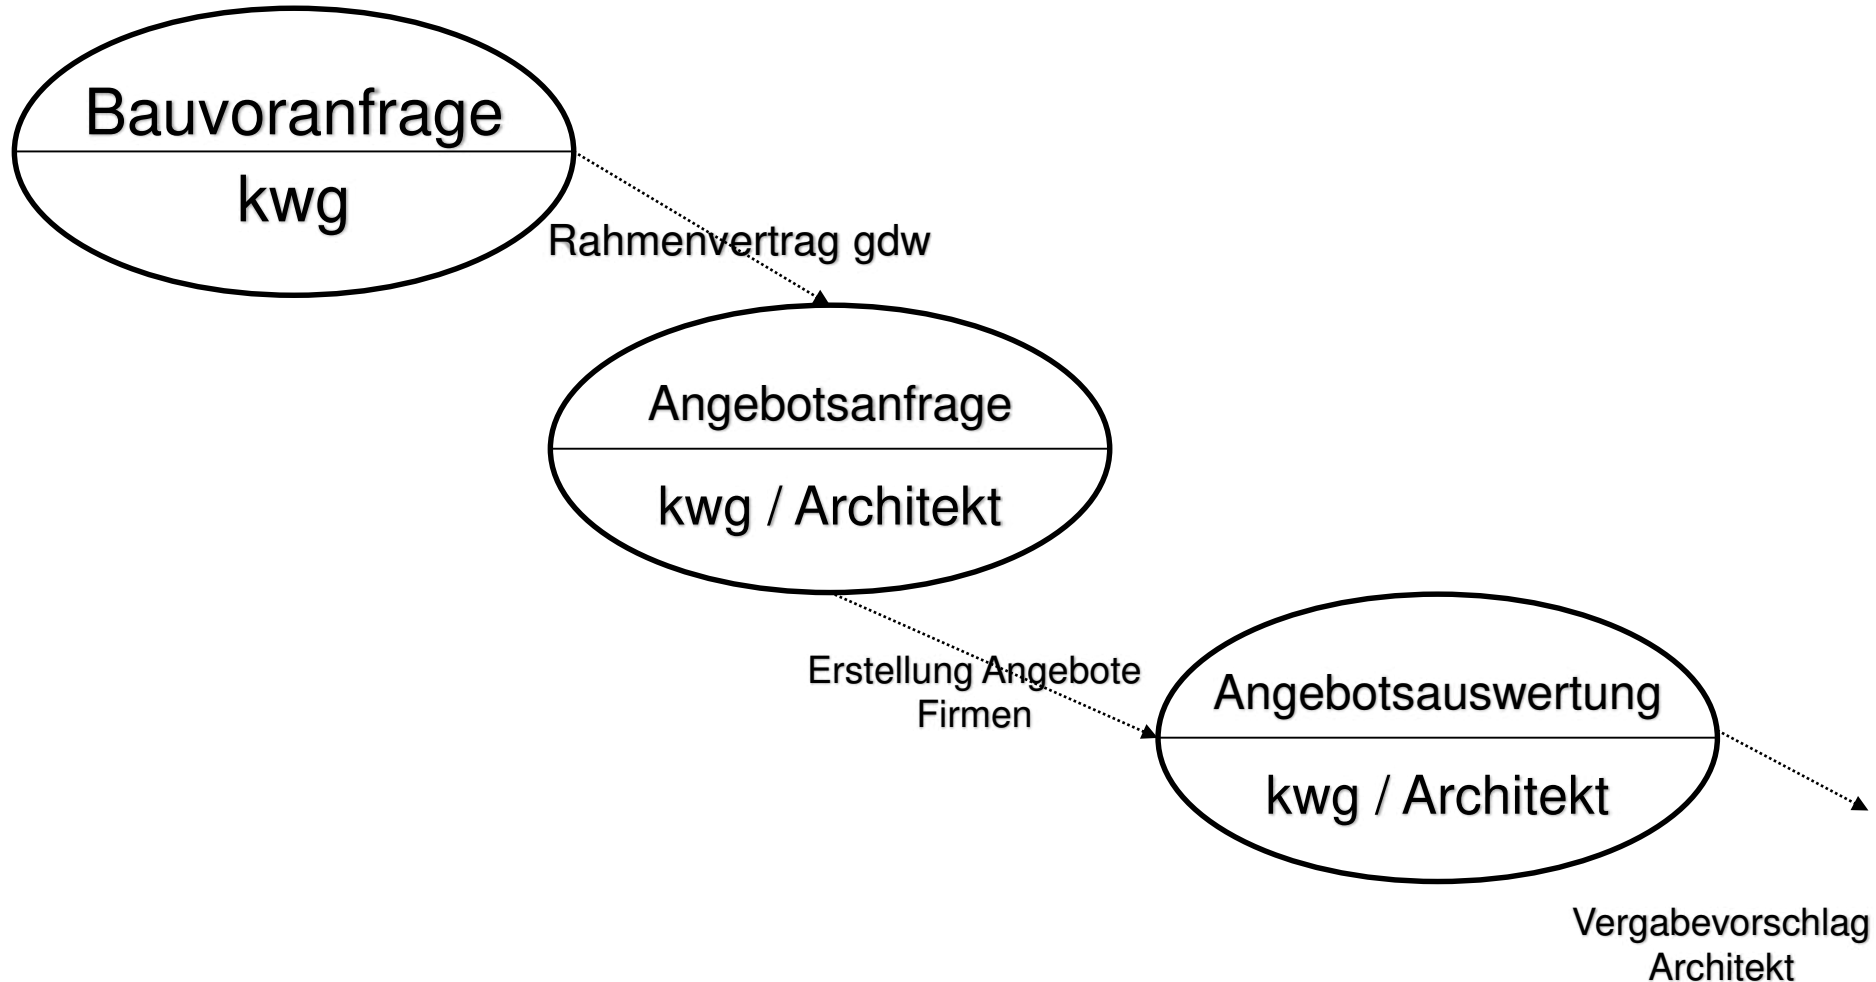 Bauvoranfrage
kwg
Rahmenvertrag gdw
Angebotsanfrage
kwg / Architekt
Erstellung Angebote
Firmen
Angebotsauswertung
kwg / Architekt
Vergabevorschlag
Architekt